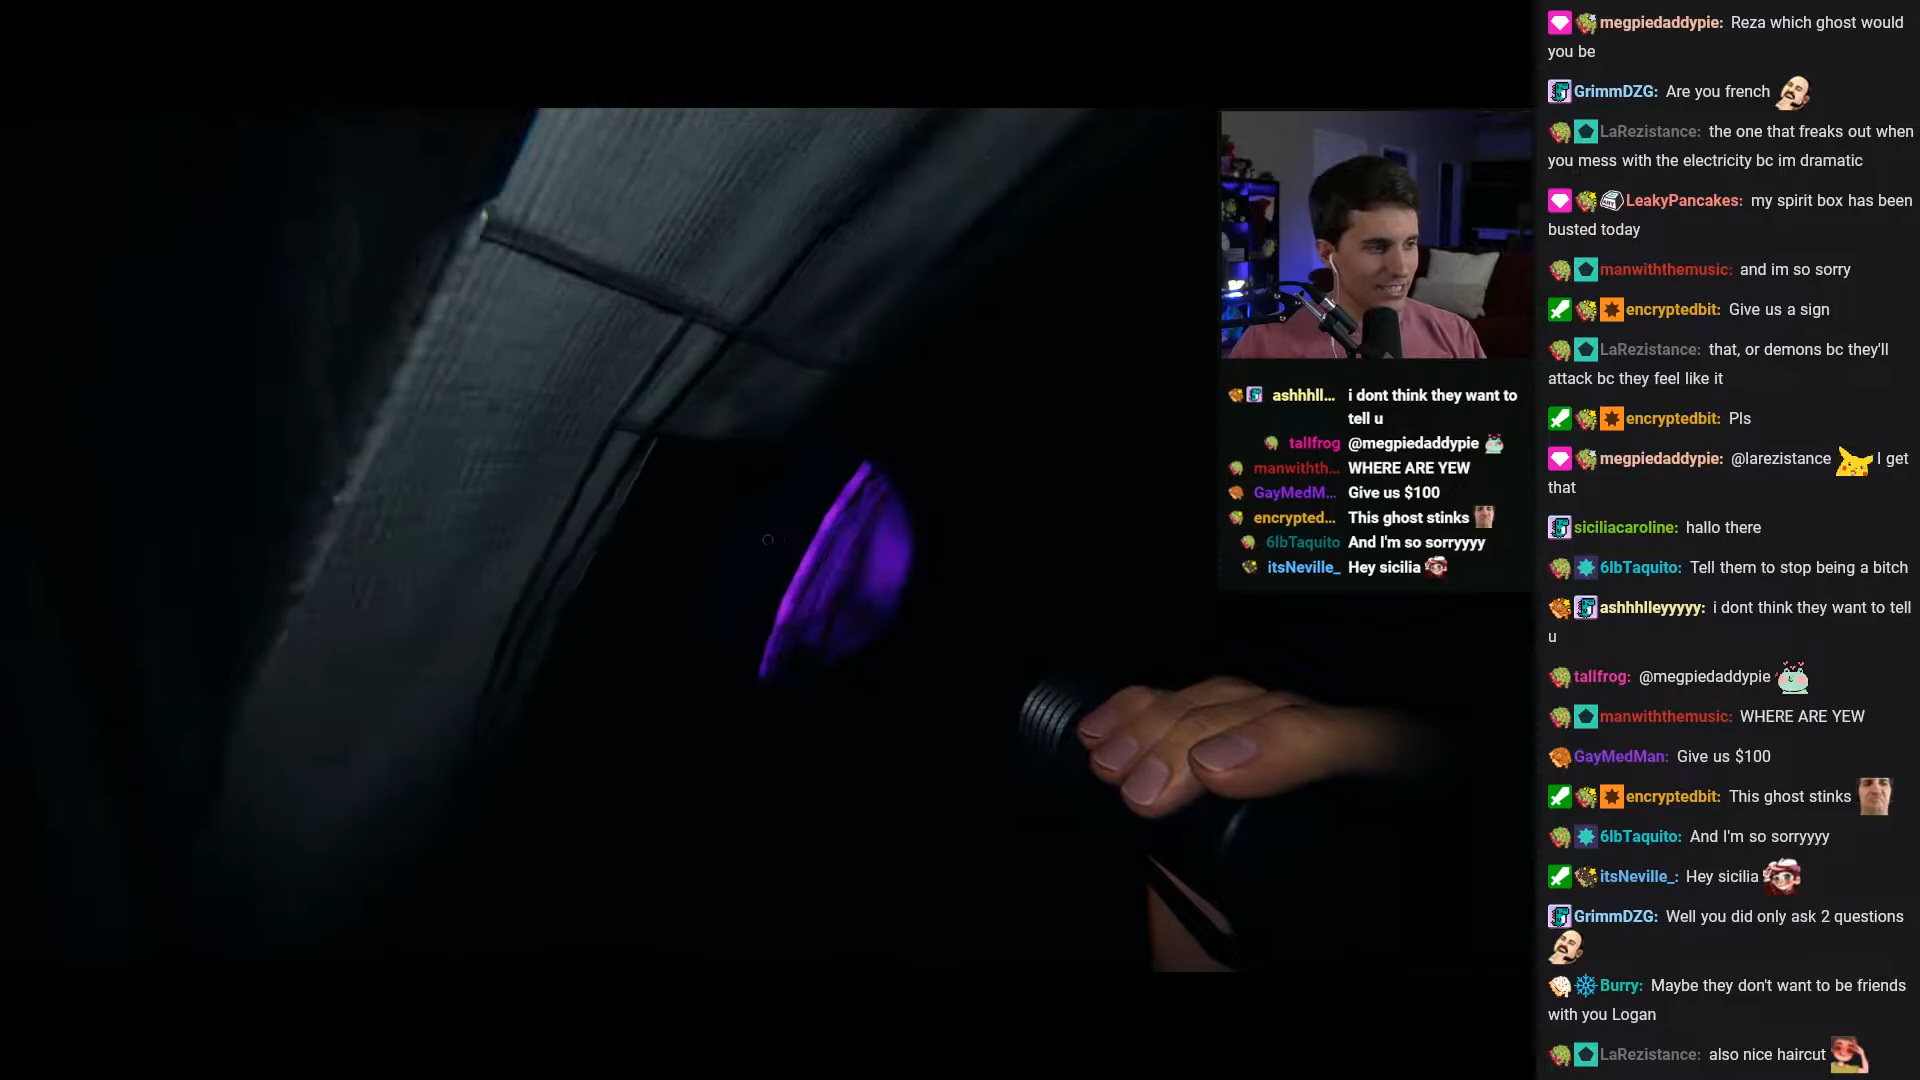 ashhhll... i dont think they want to
tell u
tallfrog @megpiedaddypie
manwithth... WHERE ARE YEW
GayMedM... Give us $100
encrypted... This ghost stinks
6lbTaquito And I'm so sorryyyy
itsNeville_ Hey sicilia
megpiedaddypie: Reza which ghost would
you be
GrimmDZG: Are you french
LaRezistance: the one that freaks out when
you mess with the electricity bc im dramatic
LeakyPancakes: my spirit box has been
busted today
manwiththemusic: and im so sorry
encryptedbit: Give us a sign
LaRezistance: that, or demons bc they'll
attack bc they feel like it
encryptedbit: Pls
megpiedaddypie: @larezistance I get
that
siciliacaroline: hallo there
6lbTaquito: Tell them to stop being a bitch
ashhhlleyyyyy: i dont think they want to tell
u
tallfrog: @megpiedaddypie
manwiththemusic: WHERE ARE YEW
GayMedMan: Give us $100
encryptedbit: This ghost stinks
6lbTaquito: And I'm so sorryyyy
itsNeville_: Hey sicilia
GrimmDZG: Well you did only ask 2 questions
Burry: Maybe they don't want to be friends
with you Logan
LaRezistance: also nice haircut